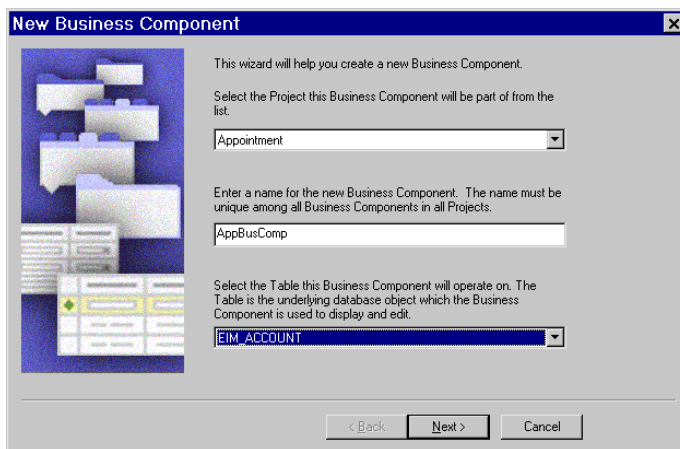 New Business Component
This wizard will help you create a new Business Component.
Select the Project this Business Component will be part of from the
list.
Appointment
Enter a name for the new Business Component. The name must be
unique among all Business Components in all Projects.
AppBusComp
Select the Table this Business Component will operate on. The
Table is the underlying database object which the Business
Component is used to display and edit.
EIM_ACCOUNT
< Back
Next >
Cancel